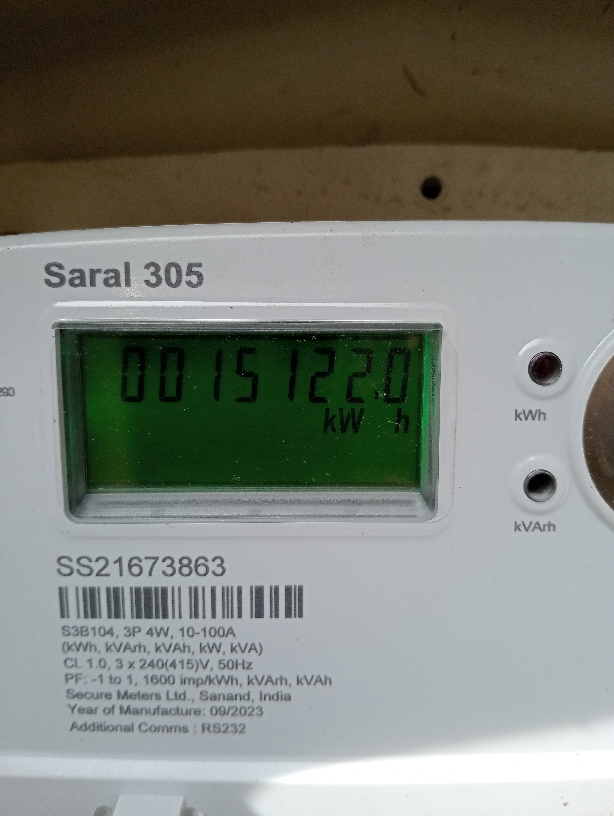 Saral 305
0015122.0
kW h
kWh
kVArh
SS21673863
S3B104, 3P 4W, 10-100A
(kWh, kVArh, kVAh, kW, kVA)
Cl. 1.0, 3 x 240(415)V, 50Hz
PF: -1 to 1, 1600 imp/kWh, kVArh, kVAh
Secure Meters Ltd., Sanand, India
Year of Manufacture: 09/2023
Additional Comms : RS232